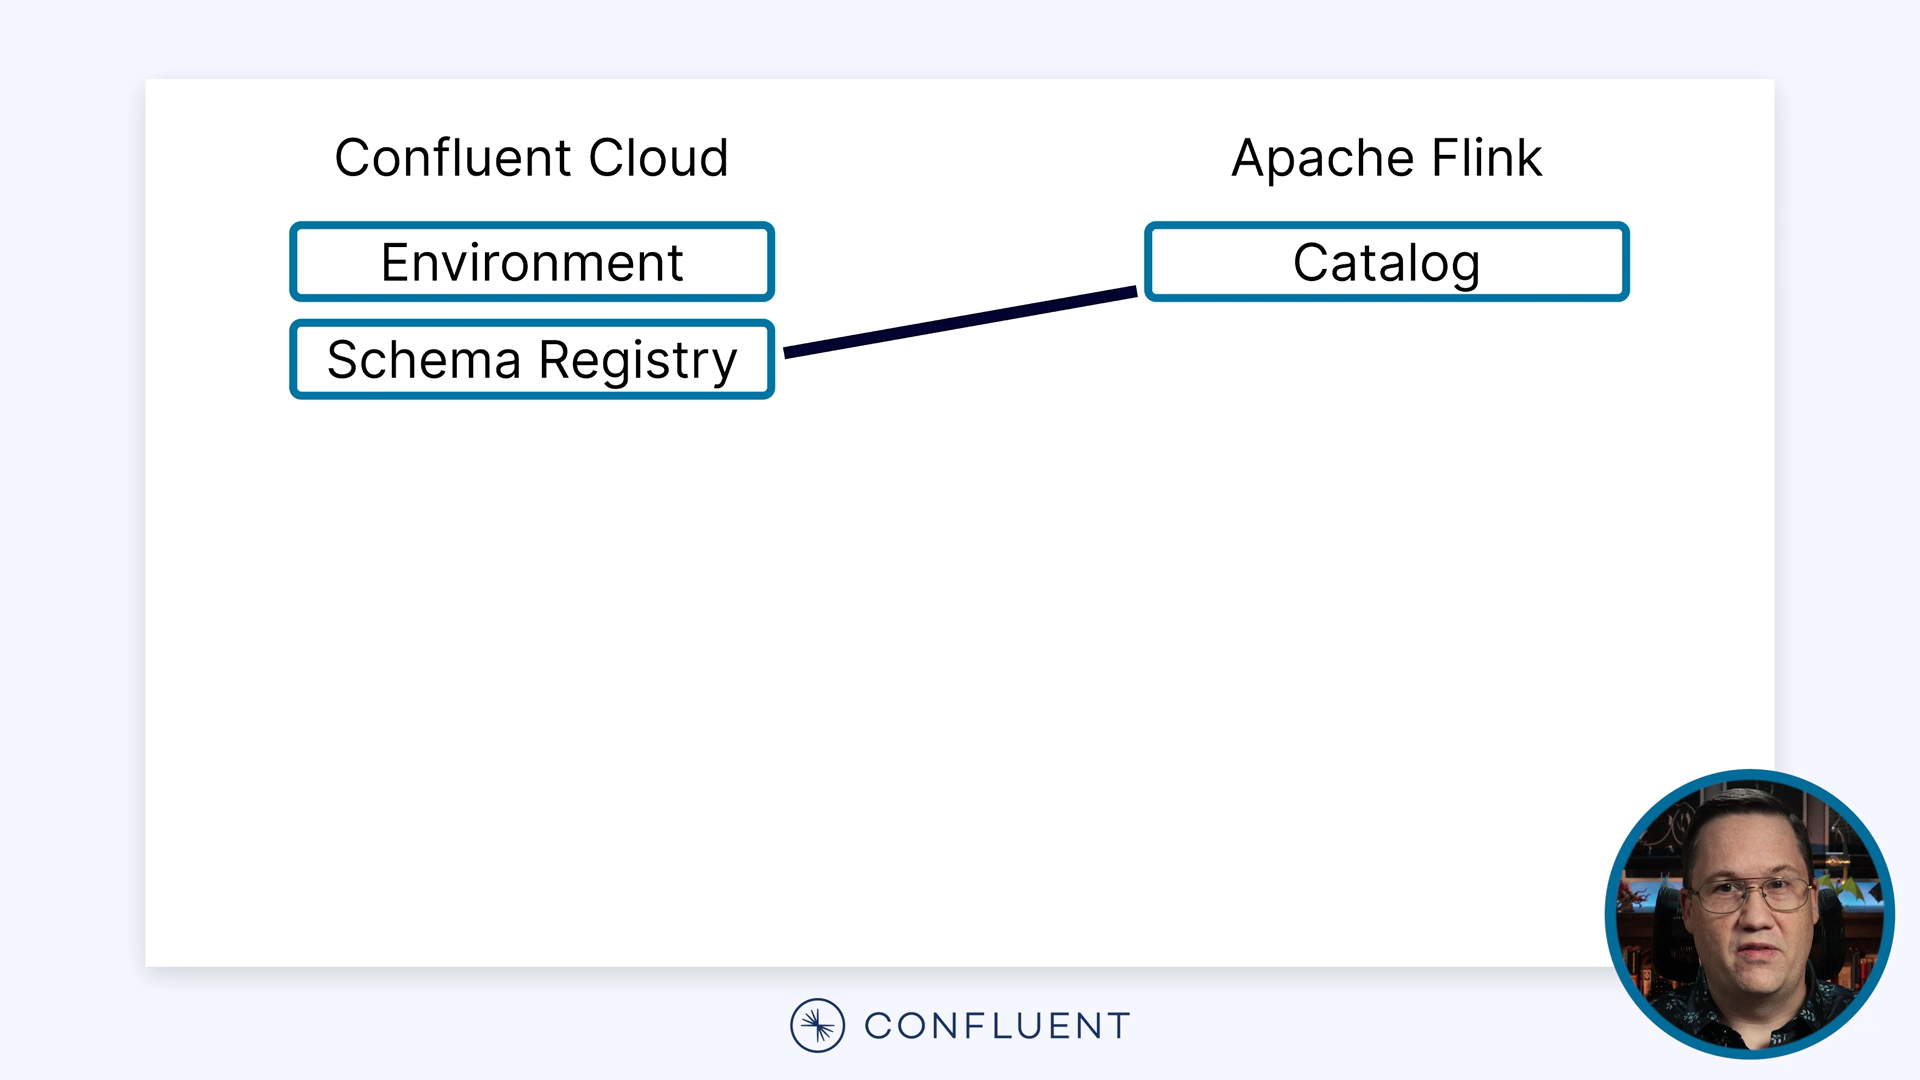 Confluent Cloud
Apache Flink
Environment
Catalog
Schema Registry
CONFLUENT